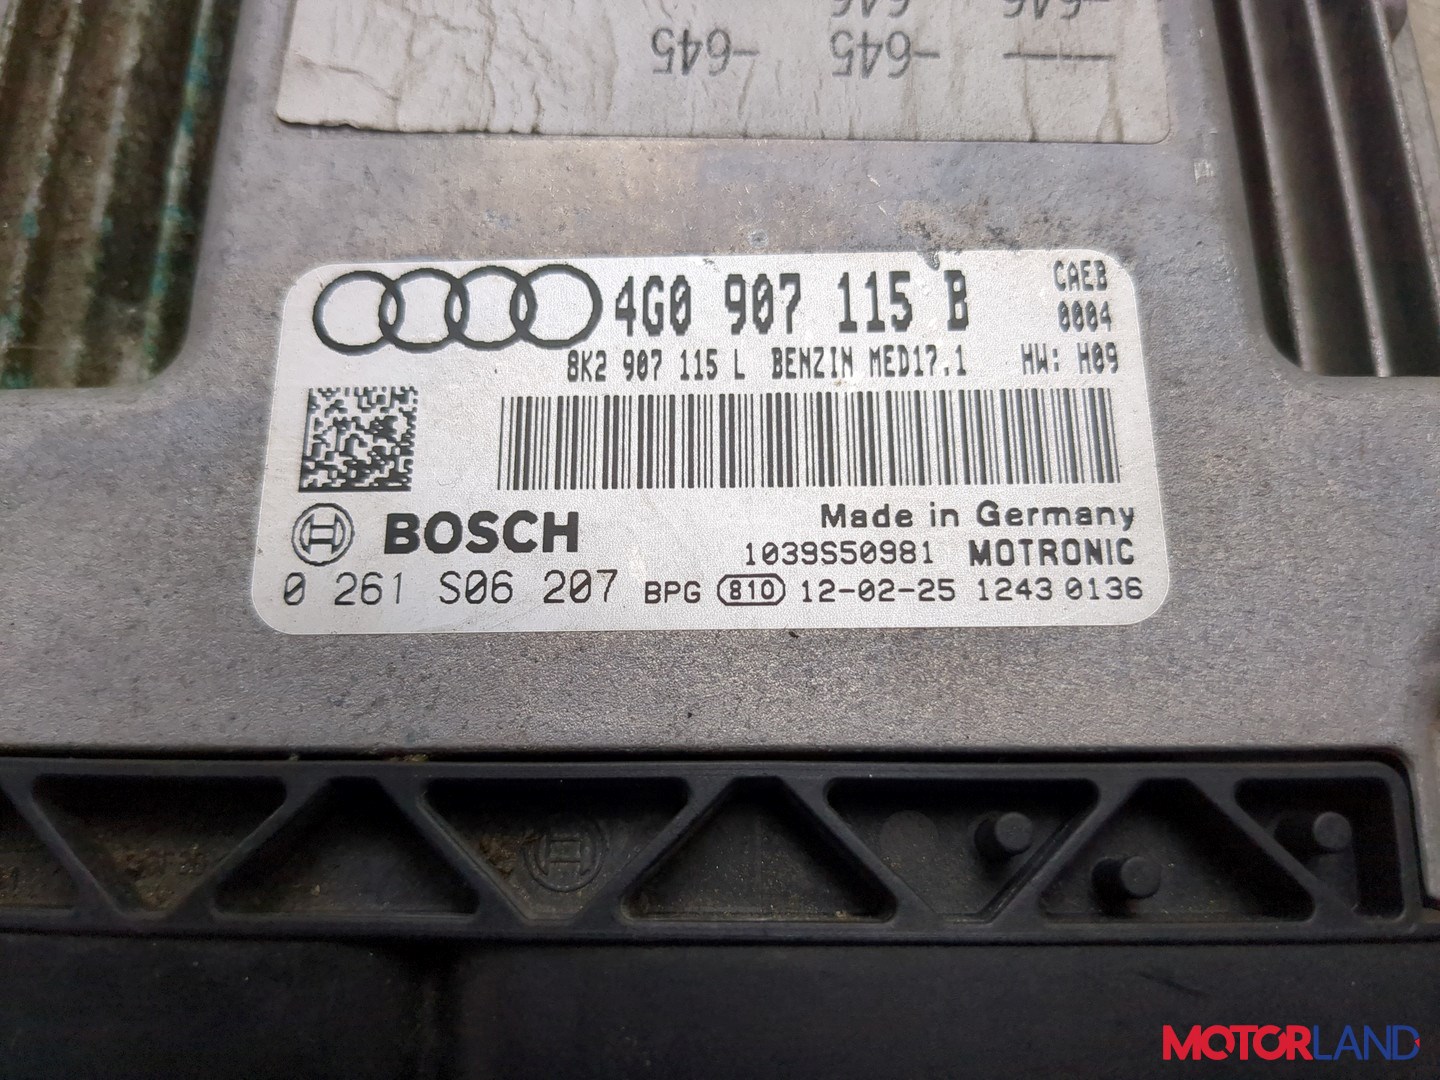 -645 -645
4G0 907 115 B CAEB
0004
8K2 907 115 L BENZIN MED17.1 HW: H09
BOSCH Made in Germany
1039S50981 MOTRONIC
0 261 S06 207 BPG 810 12-02-25 1243 0136
MOTORLAND